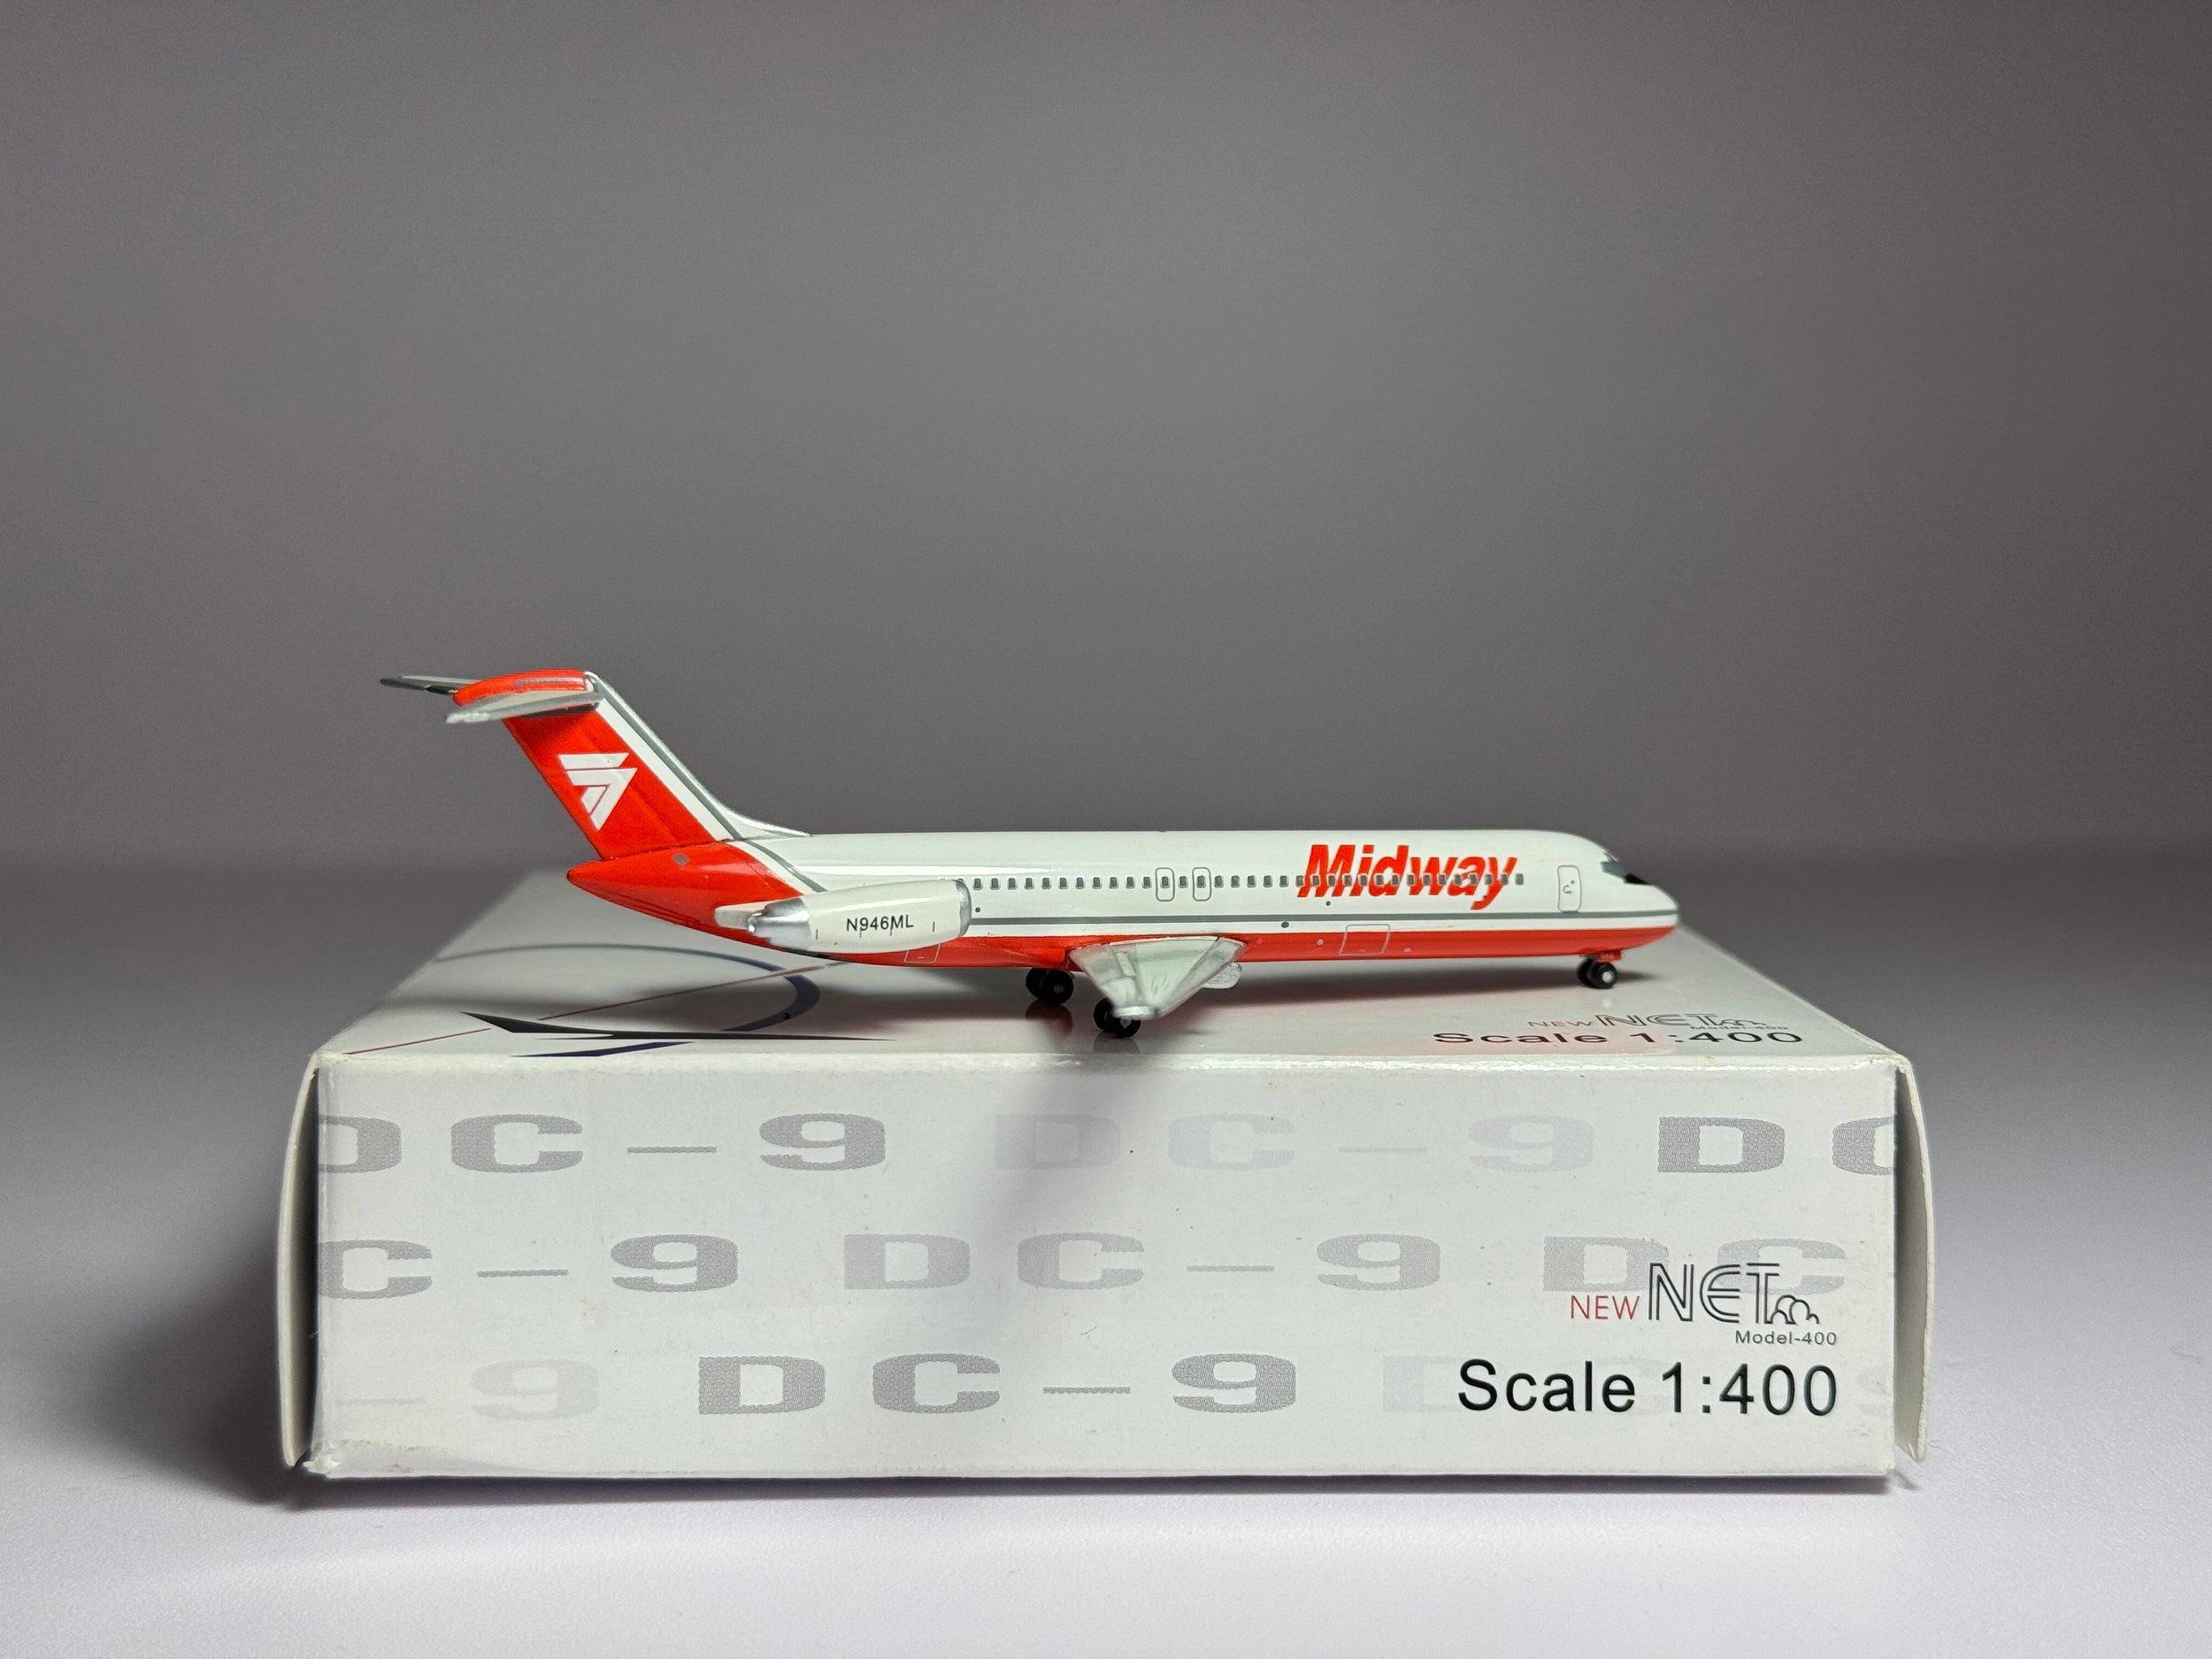 Midway
N946ML
NEW NET
Model-400
Scale 1:400
DC-9 DC-9 DC
C-9 DC-9 DC
NEW NET
Model-400
-9 DC-9 D
Scale 1:400